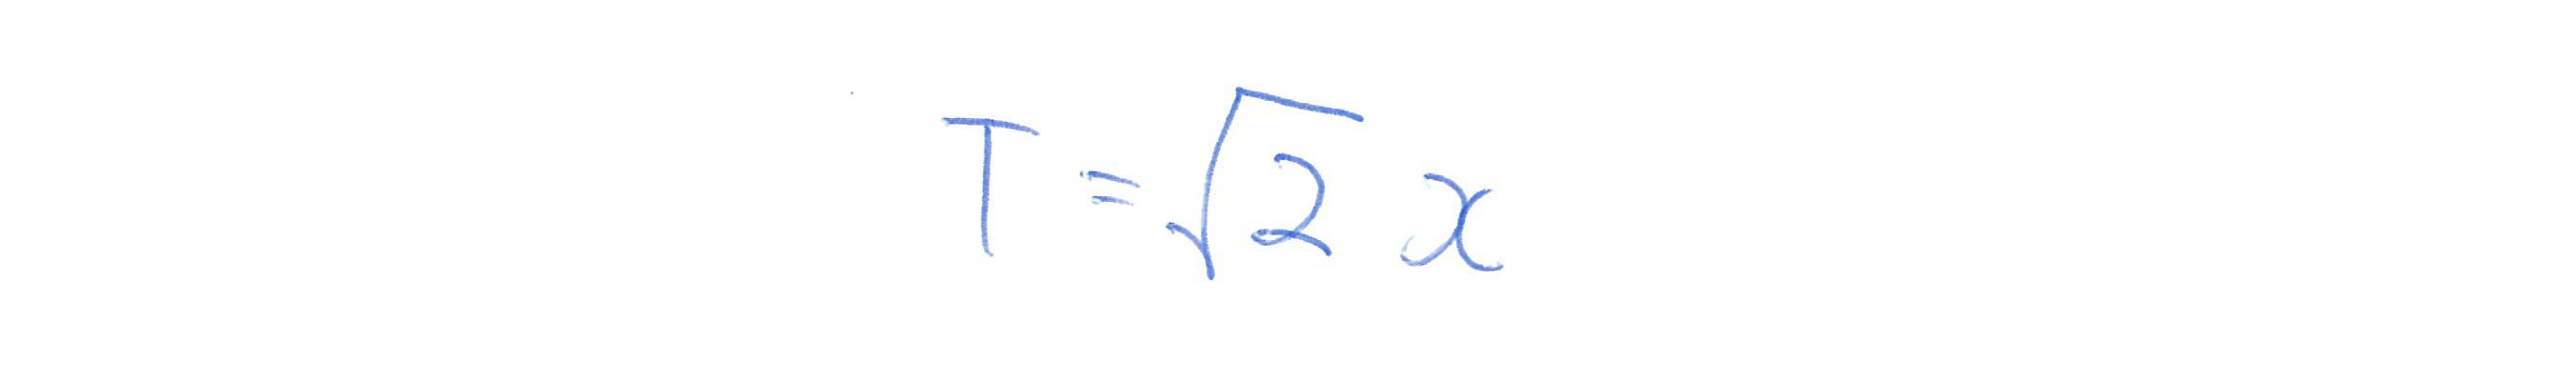 T = √2 x